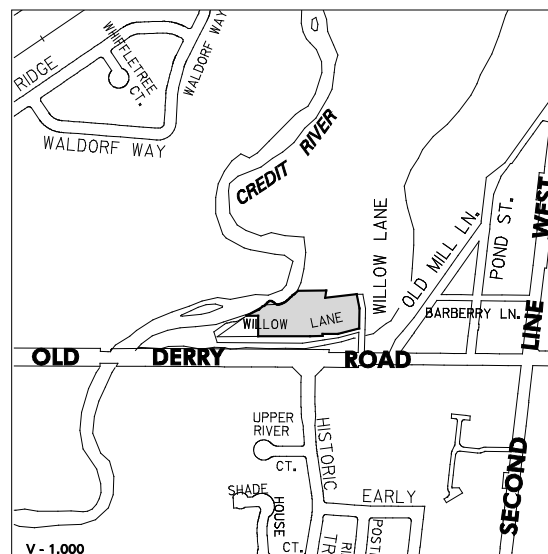 WALDORF WAY
WHIFFLETREE
CT.
RIDGE
WALDORF WAY
CREDIT RIVER
WILLOW LANE
OLD MILL LN.
POND ST.
LINE WEST
BARBERRY LN.
WILLOW LANE
OLD DERRY ROAD
UPPER
RIVER
CT.
HISTORIC
SHADE
HOUSE
CT.
EARLY
POST
SECOND
V - 1.000